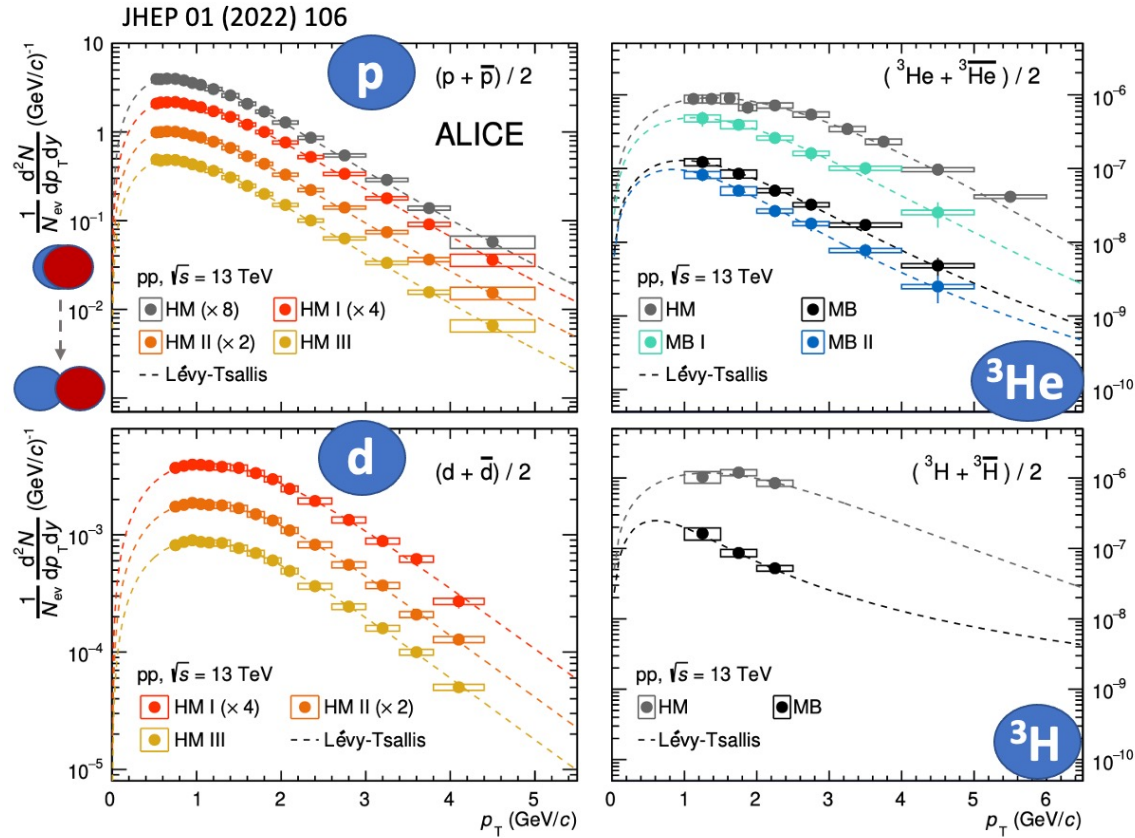 JHEP 01 (2022) 106
10
1
10⁻¹
10⁻²
1/N_ev d²N/dp_Tdy (GeV/c)⁻¹
p
(p + p̅) / 2
ALICE
pp, √s = 13 TeV
HM (× 8)
HM I (× 4)
HM II (× 2)
HM III
Lévy-Tsallis
(³He + ³H̅e̅) / 2
10⁻⁶
10⁻⁷
10⁻⁸
10⁻⁹
10⁻¹⁰
pp, √s = 13 TeV
HM
MB
MB I
MB II
Lévy-Tsallis
³He
10⁻³
10⁻⁴
10⁻⁵
1/N_ev d²N/dp_Tdy (GeV/c)⁻¹
d
(d + d̅) / 2
pp, √s = 13 TeV
HM I (× 4)
HM II (× 2)
HM III
Lévy-Tsallis
0 1 2 3 4 5
p_T (GeV/c)
(³H + ³H̅) / 2
10⁻⁶
10⁻⁷
10⁻⁸
10⁻⁹
10⁻¹⁰
pp, √s = 13 TeV
HM
MB
Lévy-Tsallis
³H
0 1 2 3 4 5 6
p_T (GeV/c)